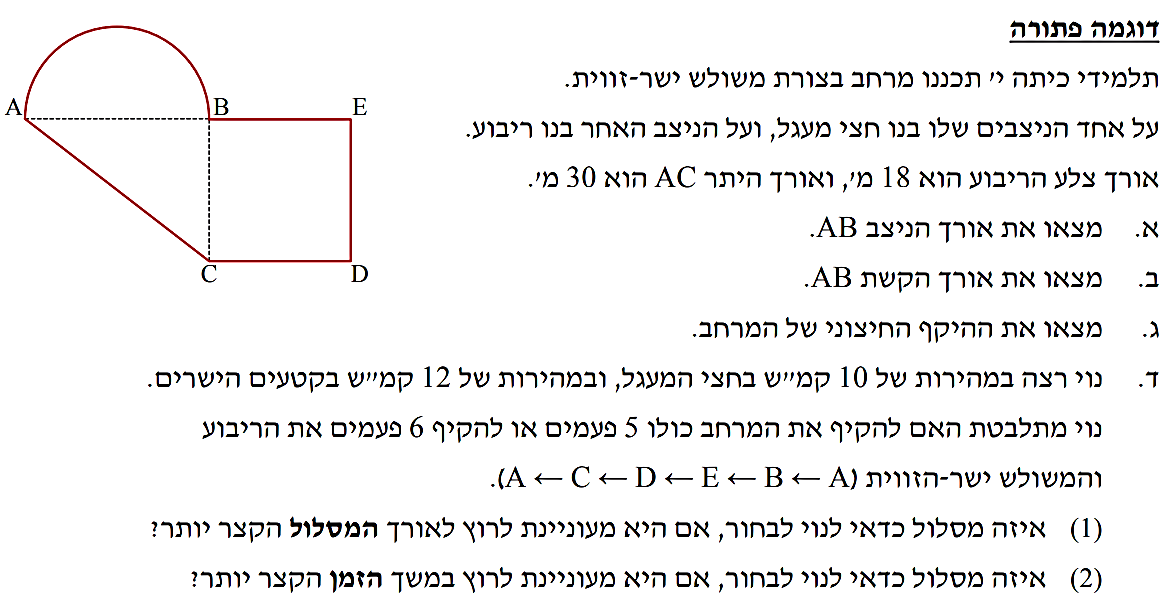 דוגמה פתורה
תלמידי כיתה י׳ תכננו מרחב בצורת משולש ישר-זווית.
על אחד הניצבים שלו בנו חצי מעגל, ועל הניצב האחר בנו ריבוע.
אורך צלע הריבוע הוא 18 מ׳, ואורך היתר AC הוא 30 מ׳.
א. מצאו את אורך הניצב AB.
ב. מצאו את אורך הקשת AB.
ג. מצאו את ההיקף החיצוני של המרחב.
ד. נוי רצה במהירות של 10 קמ״ש בחצי המעגל, ובמהירות של 12 קמ״ש בקטעים הישרים.
נוי מתלבטת האם להקיף את המרחב כולו 5 פעמים או להקיף 6 פעמים את הריבוע
והמשולש ישר-הזווית (A ← C ← D ← E ← B ← A).
(1) איזה מסלול כדאי לנוי לבחור, אם היא מעוניינת לרוץ לאורך המסלול הקצר יותר?
(2) איזה מסלול כדאי לנוי לבחור, אם היא מעוניינת לרוץ במשך הזמן הקצר יותר?
A
B
E
C
D